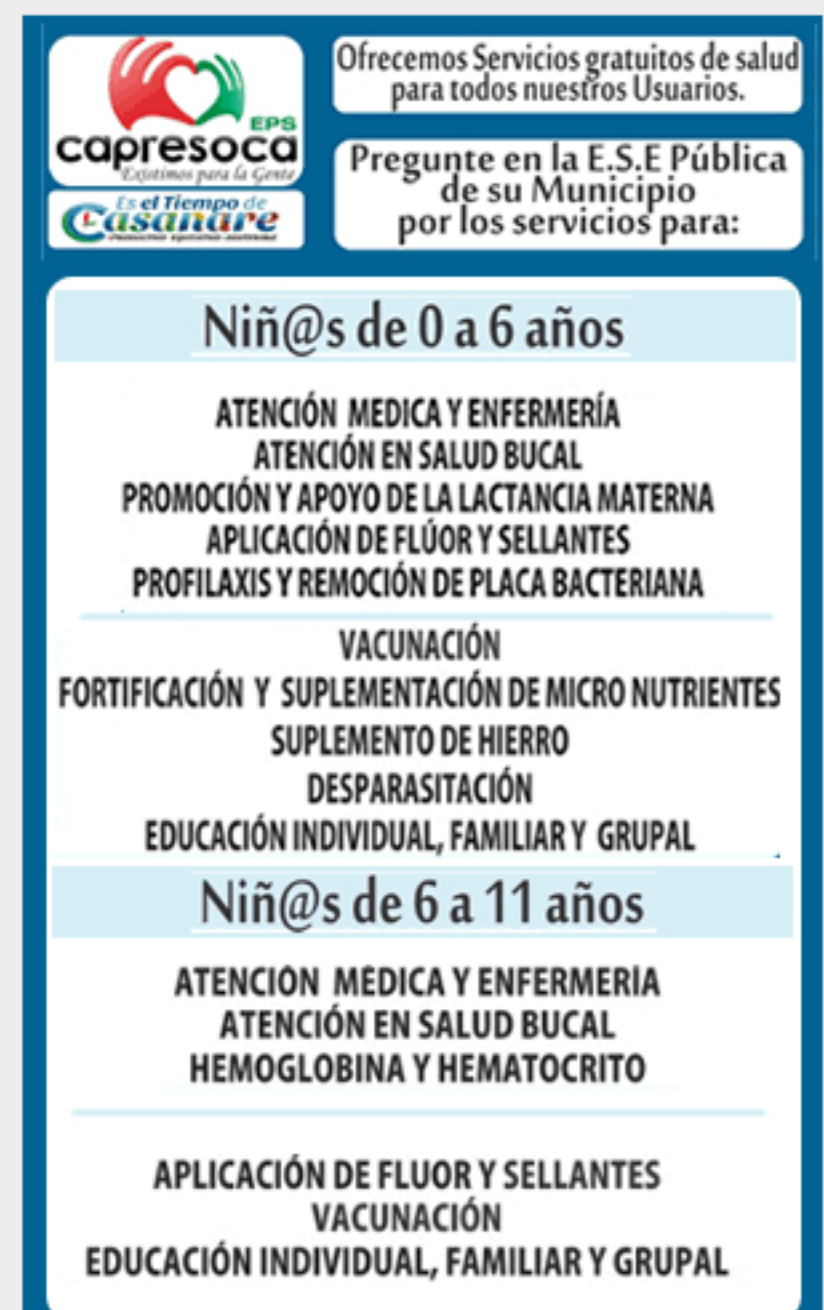 EPS
capresoca
Existimos para la Gente
Es el Tiempo de
Casanare
Ofrecemos Servicios gratuitos de salud
para todos nuestros Usuarios.
Pregunte en la E.S.E Pública
de su Municipio
por los servicios para:
Niñ@s de 0 a 6 años
ATENCIÓN MEDICA Y ENFERMERÍA
ATENCIÓN EN SALUD BUCAL
PROMOCIÓN Y APOYO DE LA LACTANCIA MATERNA
APLICACIÓN DE FLÚOR Y SELLANTES
PROFILAXIS Y REMOCIÓN DE PLACA BACTERIANA
VACUNACIÓN
FORTIFICACIÓN Y SUPLEMENTACIÓN DE MICRO NUTRIENTES
SUPLEMENTO DE HIERRO
DESPARASITACIÓN
EDUCACIÓN INDIVIDUAL, FAMILIAR Y GRUPAL
Niñ@s de 6 a 11 años
ATENCIÓN MÉDICA Y ENFERMERÍA
ATENCIÓN EN SALUD BUCAL
HEMOGLOBINA Y HEMATOCRITO
APLICACIÓN DE FLUOR Y SELLANTES
VACUNACIÓN
EDUCACIÓN INDIVIDUAL, FAMILIAR Y GRUPAL